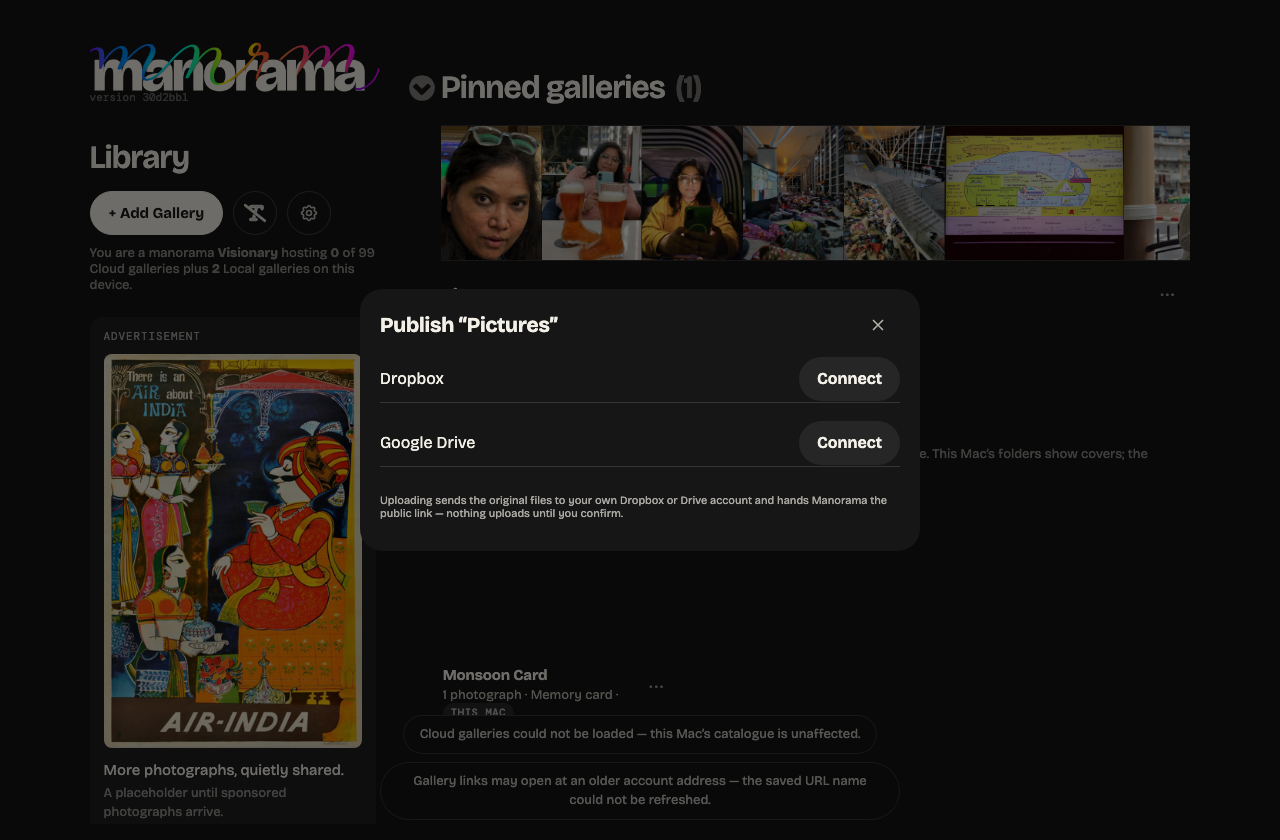 manorama
version 30d2bb1
Library
+ Add Gallery
You are a manorama Visionary hosting 0 of 99
Cloud galleries plus 2 Local galleries on this
device.
ADVERTISEMENT
There is an
AIR about
INDIA
AIR-INDIA
More photographs, quietly shared.
A placeholder until sponsored
photographs arrive.
Pinned galleries (1)
Publish “Pictures”
Dropbox
Connect
Google Drive
Connect
Uploading sends the original files to your own Dropbox or Drive account and hands Manorama the
public link — nothing uploads until you confirm.
e. This Mac's folders show covers; the
Monsoon Card
1 photograph · Memory card ·
THIS MAC
Cloud galleries could not be loaded — this Mac's catalogue is unaffected.
Gallery links may open at an older account address — the saved URL name
could not be refreshed.